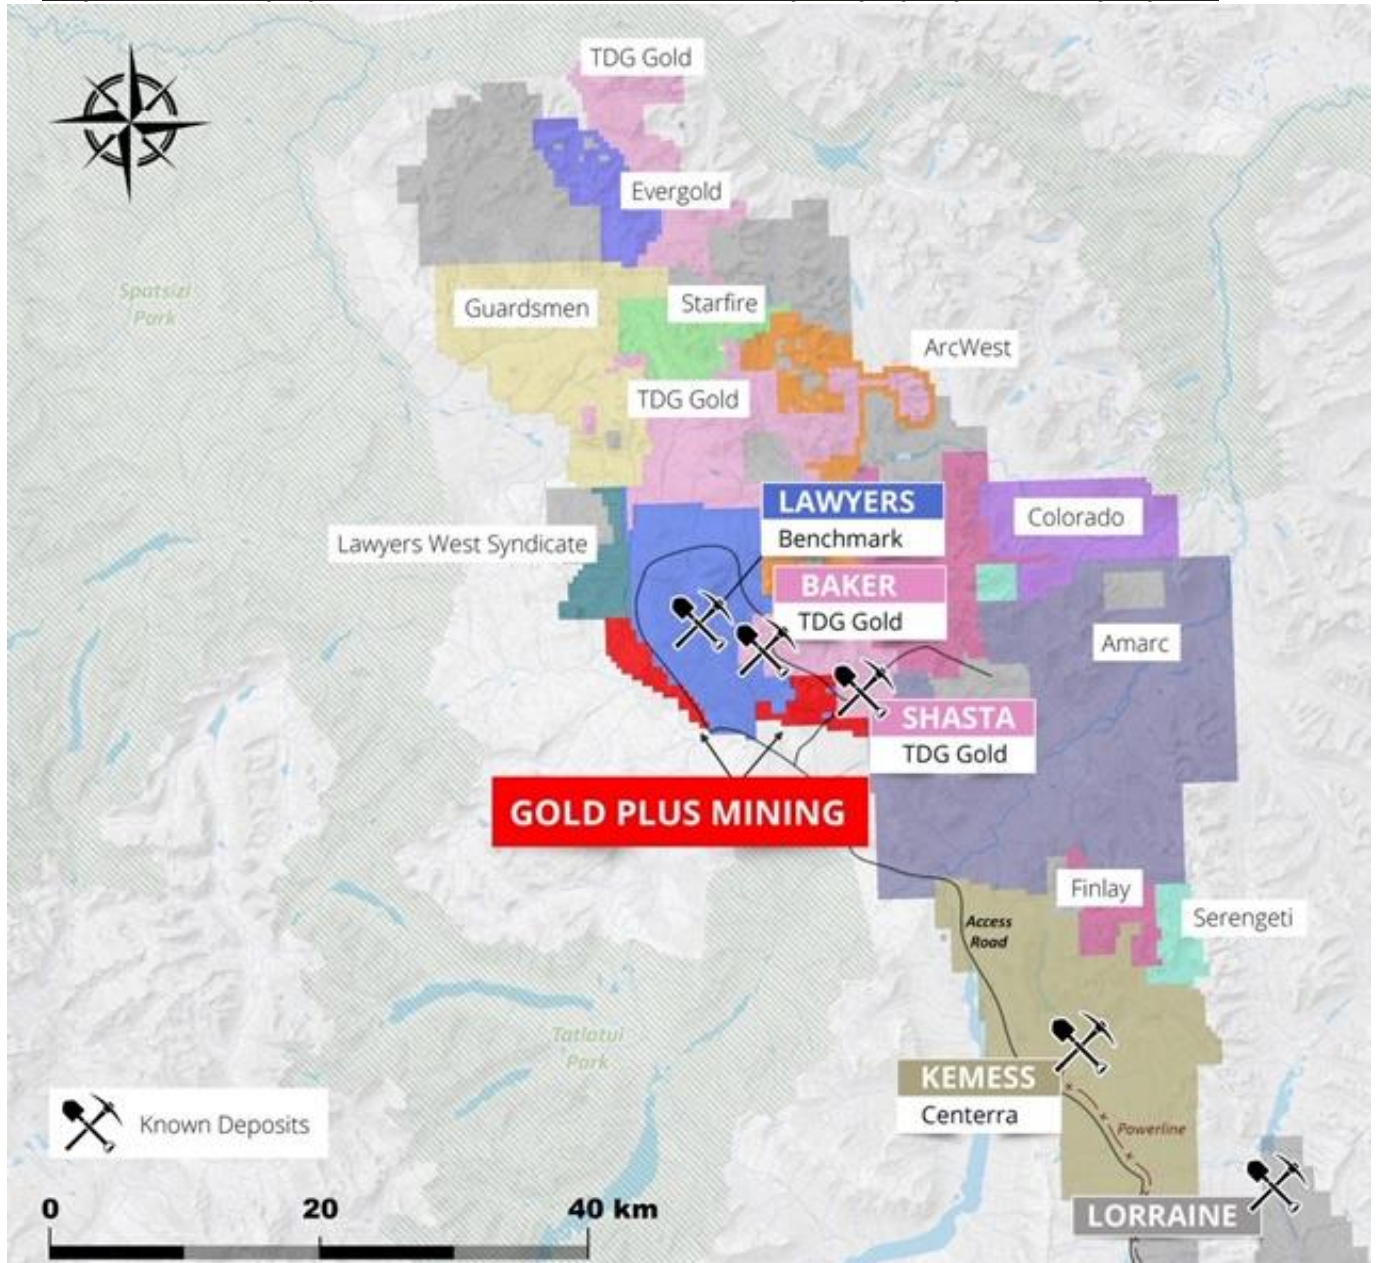 TDG Gold
Evergold
Spatsizi
Park
Guardsmen
Starfire
ArcWest
TDG Gold
LAWYERS
Benchmark
Colorado
Lawyers West Syndicate
BAKER
TDG Gold
Amarc
SHASTA
TDG Gold
GOLD PLUS MINING
Finlay
Serengeti
Access
Road
Tatlatui
Park
KEMESS
Centerra
Known Deposits
Powerline
LORRAINE
0 20 40 km